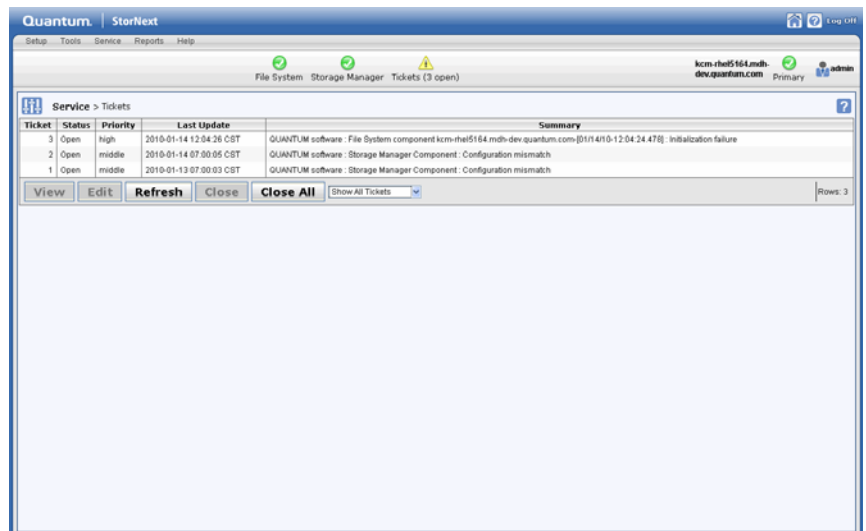 Quantum. StorNext Log Off
Setup Tools Service Reports Help
File System Storage Manager Tickets (3 open)
kcm-rhel5164.mdh-
dev.quantum.com Primary admin
Service > Tickets
Ticket Status Priority Last Update Summary
3 Open high 2010-01-14 12:04:26 CST QUANTUM software : File System component kcm-rhel5164.mdh-dev.quantum.com-[01/14/10-12:04:24.478] : Initialization failure
2 Open middle 2010-01-14 07:00:05 CST QUANTUM software : Storage Manager Component : Configuration mismatch
1 Open middle 2010-01-13 07:00:03 CST QUANTUM software : Storage Manager Component : Configuration mismatch
View Edit Refresh Close Close All Show All Tickets Rows: 3